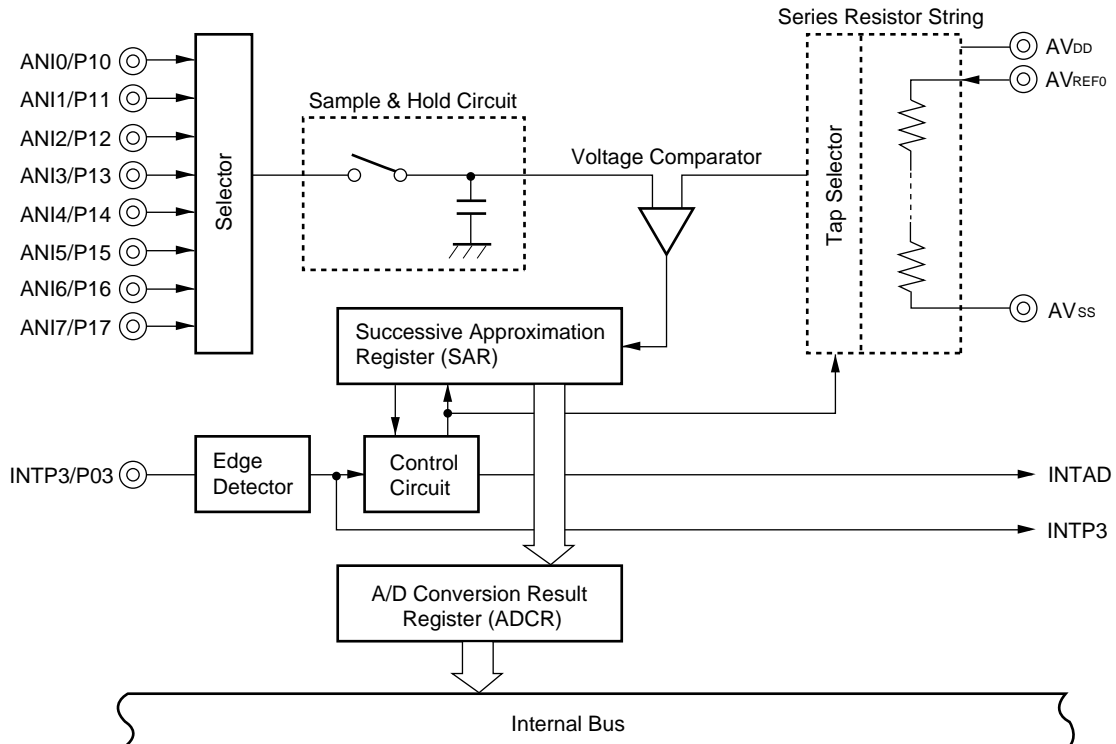 Series Resistor String
ANI0/P10
ANI1/P11
ANI2/P12
ANI3/P13
ANI4/P14
ANI5/P15
ANI6/P16
ANI7/P17
Selector
Sample & Hold Circuit
Voltage Comparator
Tap Selector
AVDD
AVREF0
AVSS
Successive Approximation
Register (SAR)
INTP3/P03
Edge
Detector
Control
Circuit
INTAD
INTP3
A/D Conversion Result
Register (ADCR)
Internal Bus